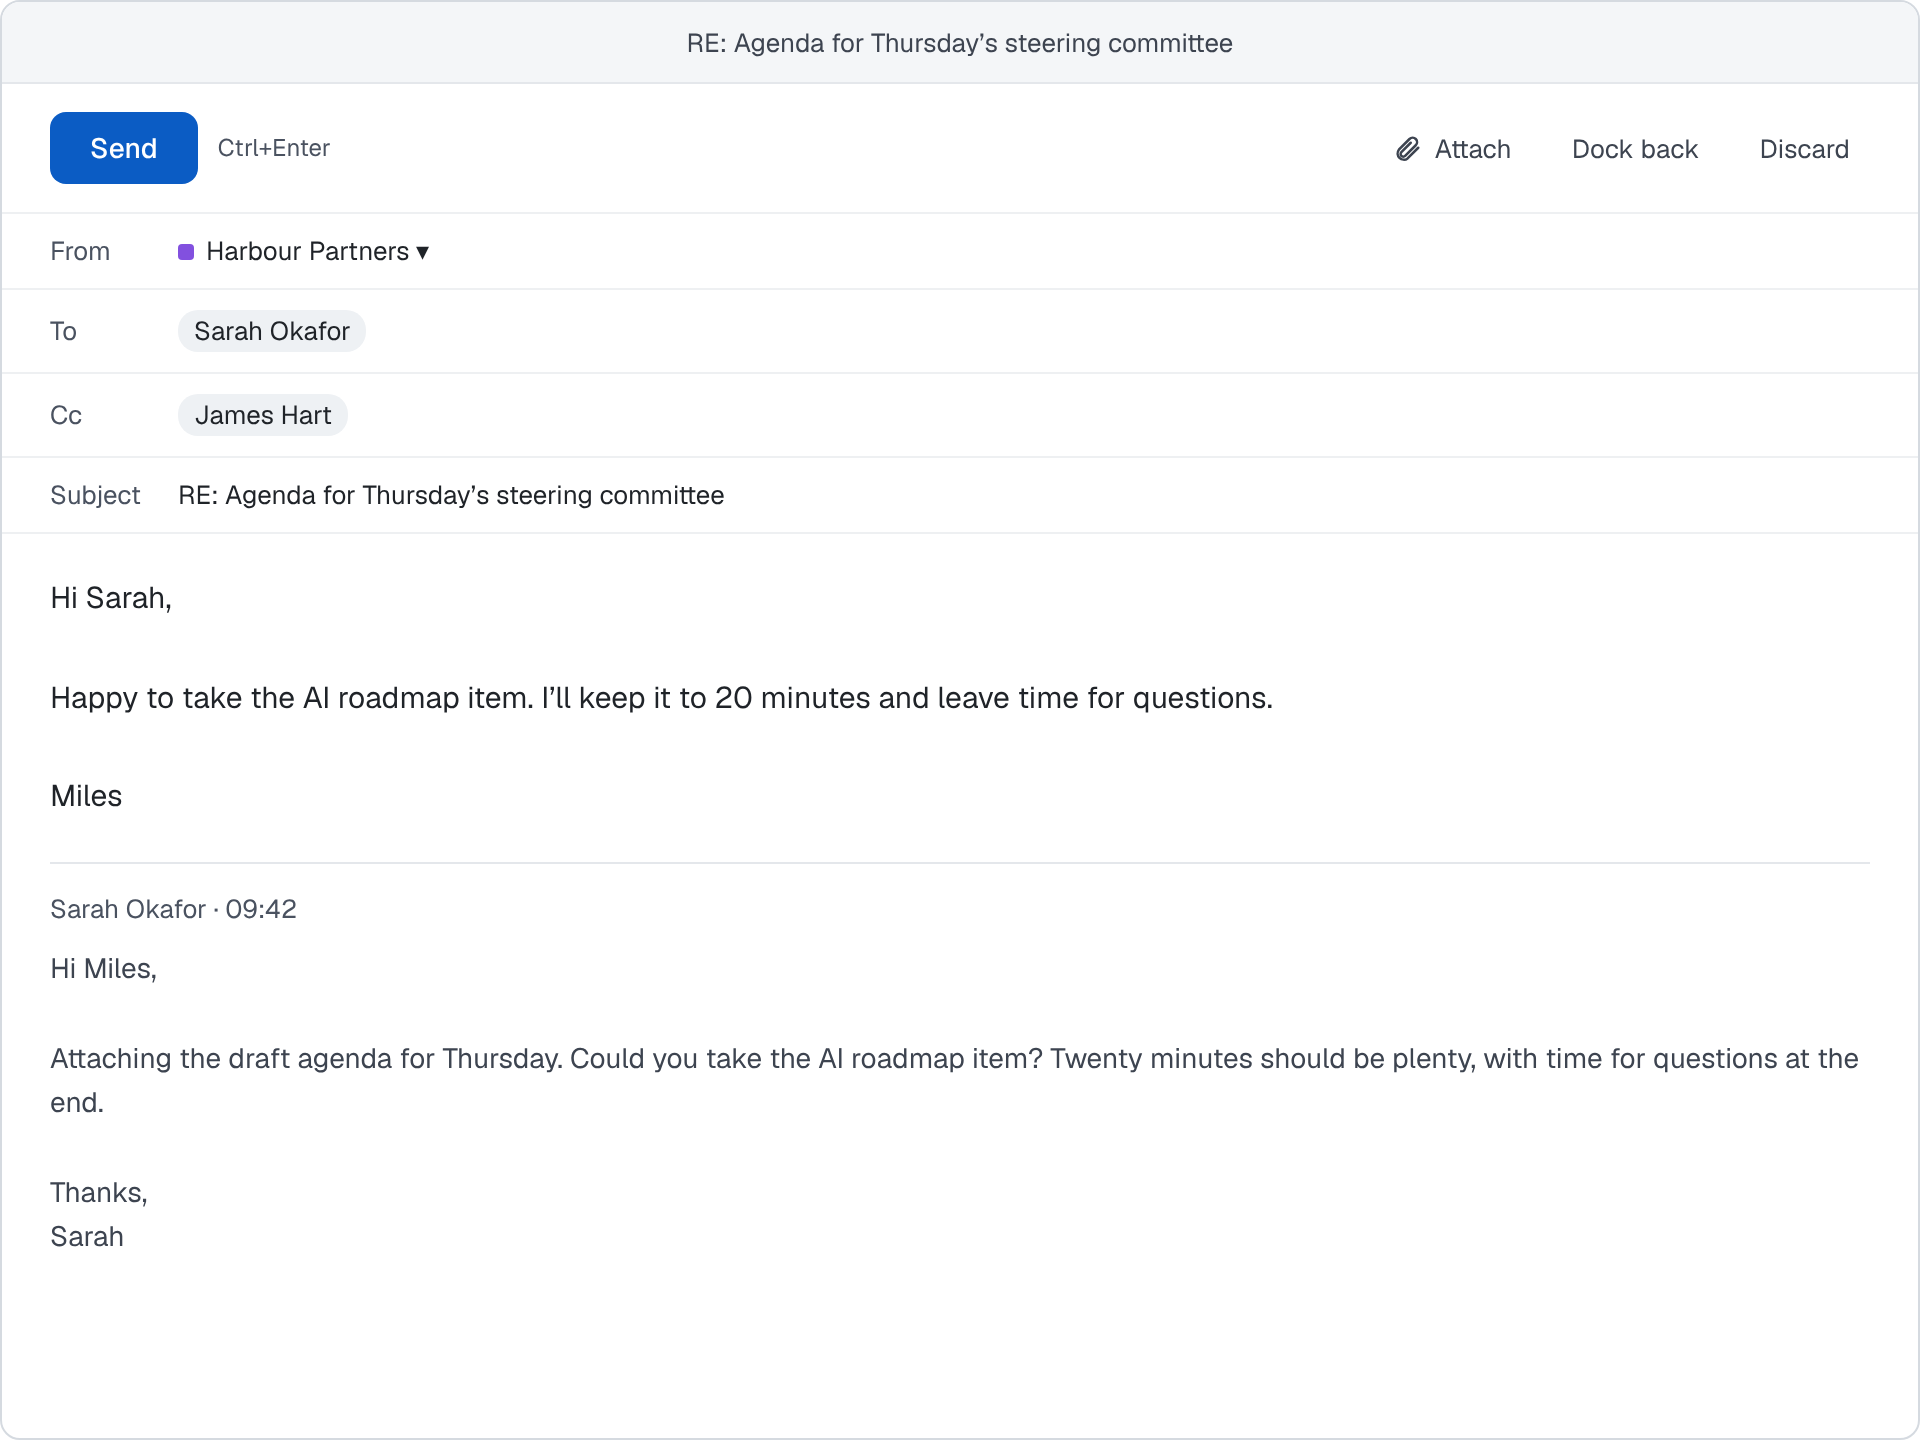 RE: Agenda for Thursday’s steering committee
Send Ctrl+Enter Attach Dock back Discard
From Harbour Partners ▾
To Sarah Okafor
Cc James Hart
Subject RE: Agenda for Thursday’s steering committee
Hi Sarah,
Happy to take the AI roadmap item. I’ll keep it to 20 minutes and leave time for questions.
Miles
Sarah Okafor · 09:42
Hi Miles,
Attaching the draft agenda for Thursday. Could you take the AI roadmap item? Twenty minutes should be plenty, with time for questions at the
end.
Thanks,
Sarah